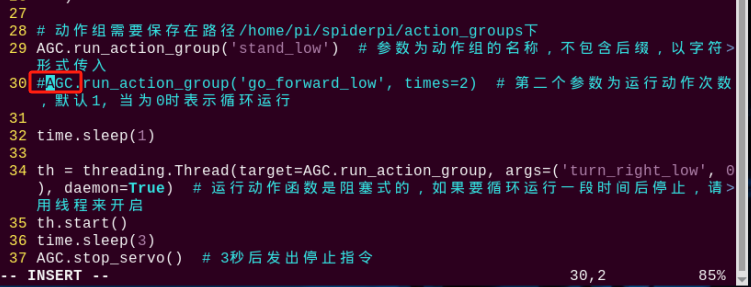 27
28 # 动作组需要保存在路径/home/pi/spiderpi/action_groups下
29 AGC.run_action_group('stand_low')  # 参数为动作组的名称，不包含后缀，以字符>
形式传入
30 #AGC.run_action_group('go_forward_low', times=2)  # 第二个参数为运行动作次数
，默认1, 当为0时表示循环运行
31
32 time.sleep(1)
33
34 th = threading.Thread(target=AGC.run_action_group, args=('turn_right_low', 0
), daemon=True)  # 运行动作函数是阻塞式的，如果要循环运行一段时间后停止，请>
用线程来开启
35 th.start()
36 time.sleep(3)
37 AGC.stop_servo()  # 3秒后发出停止指令
-- INSERT --                                                  30,2          85%